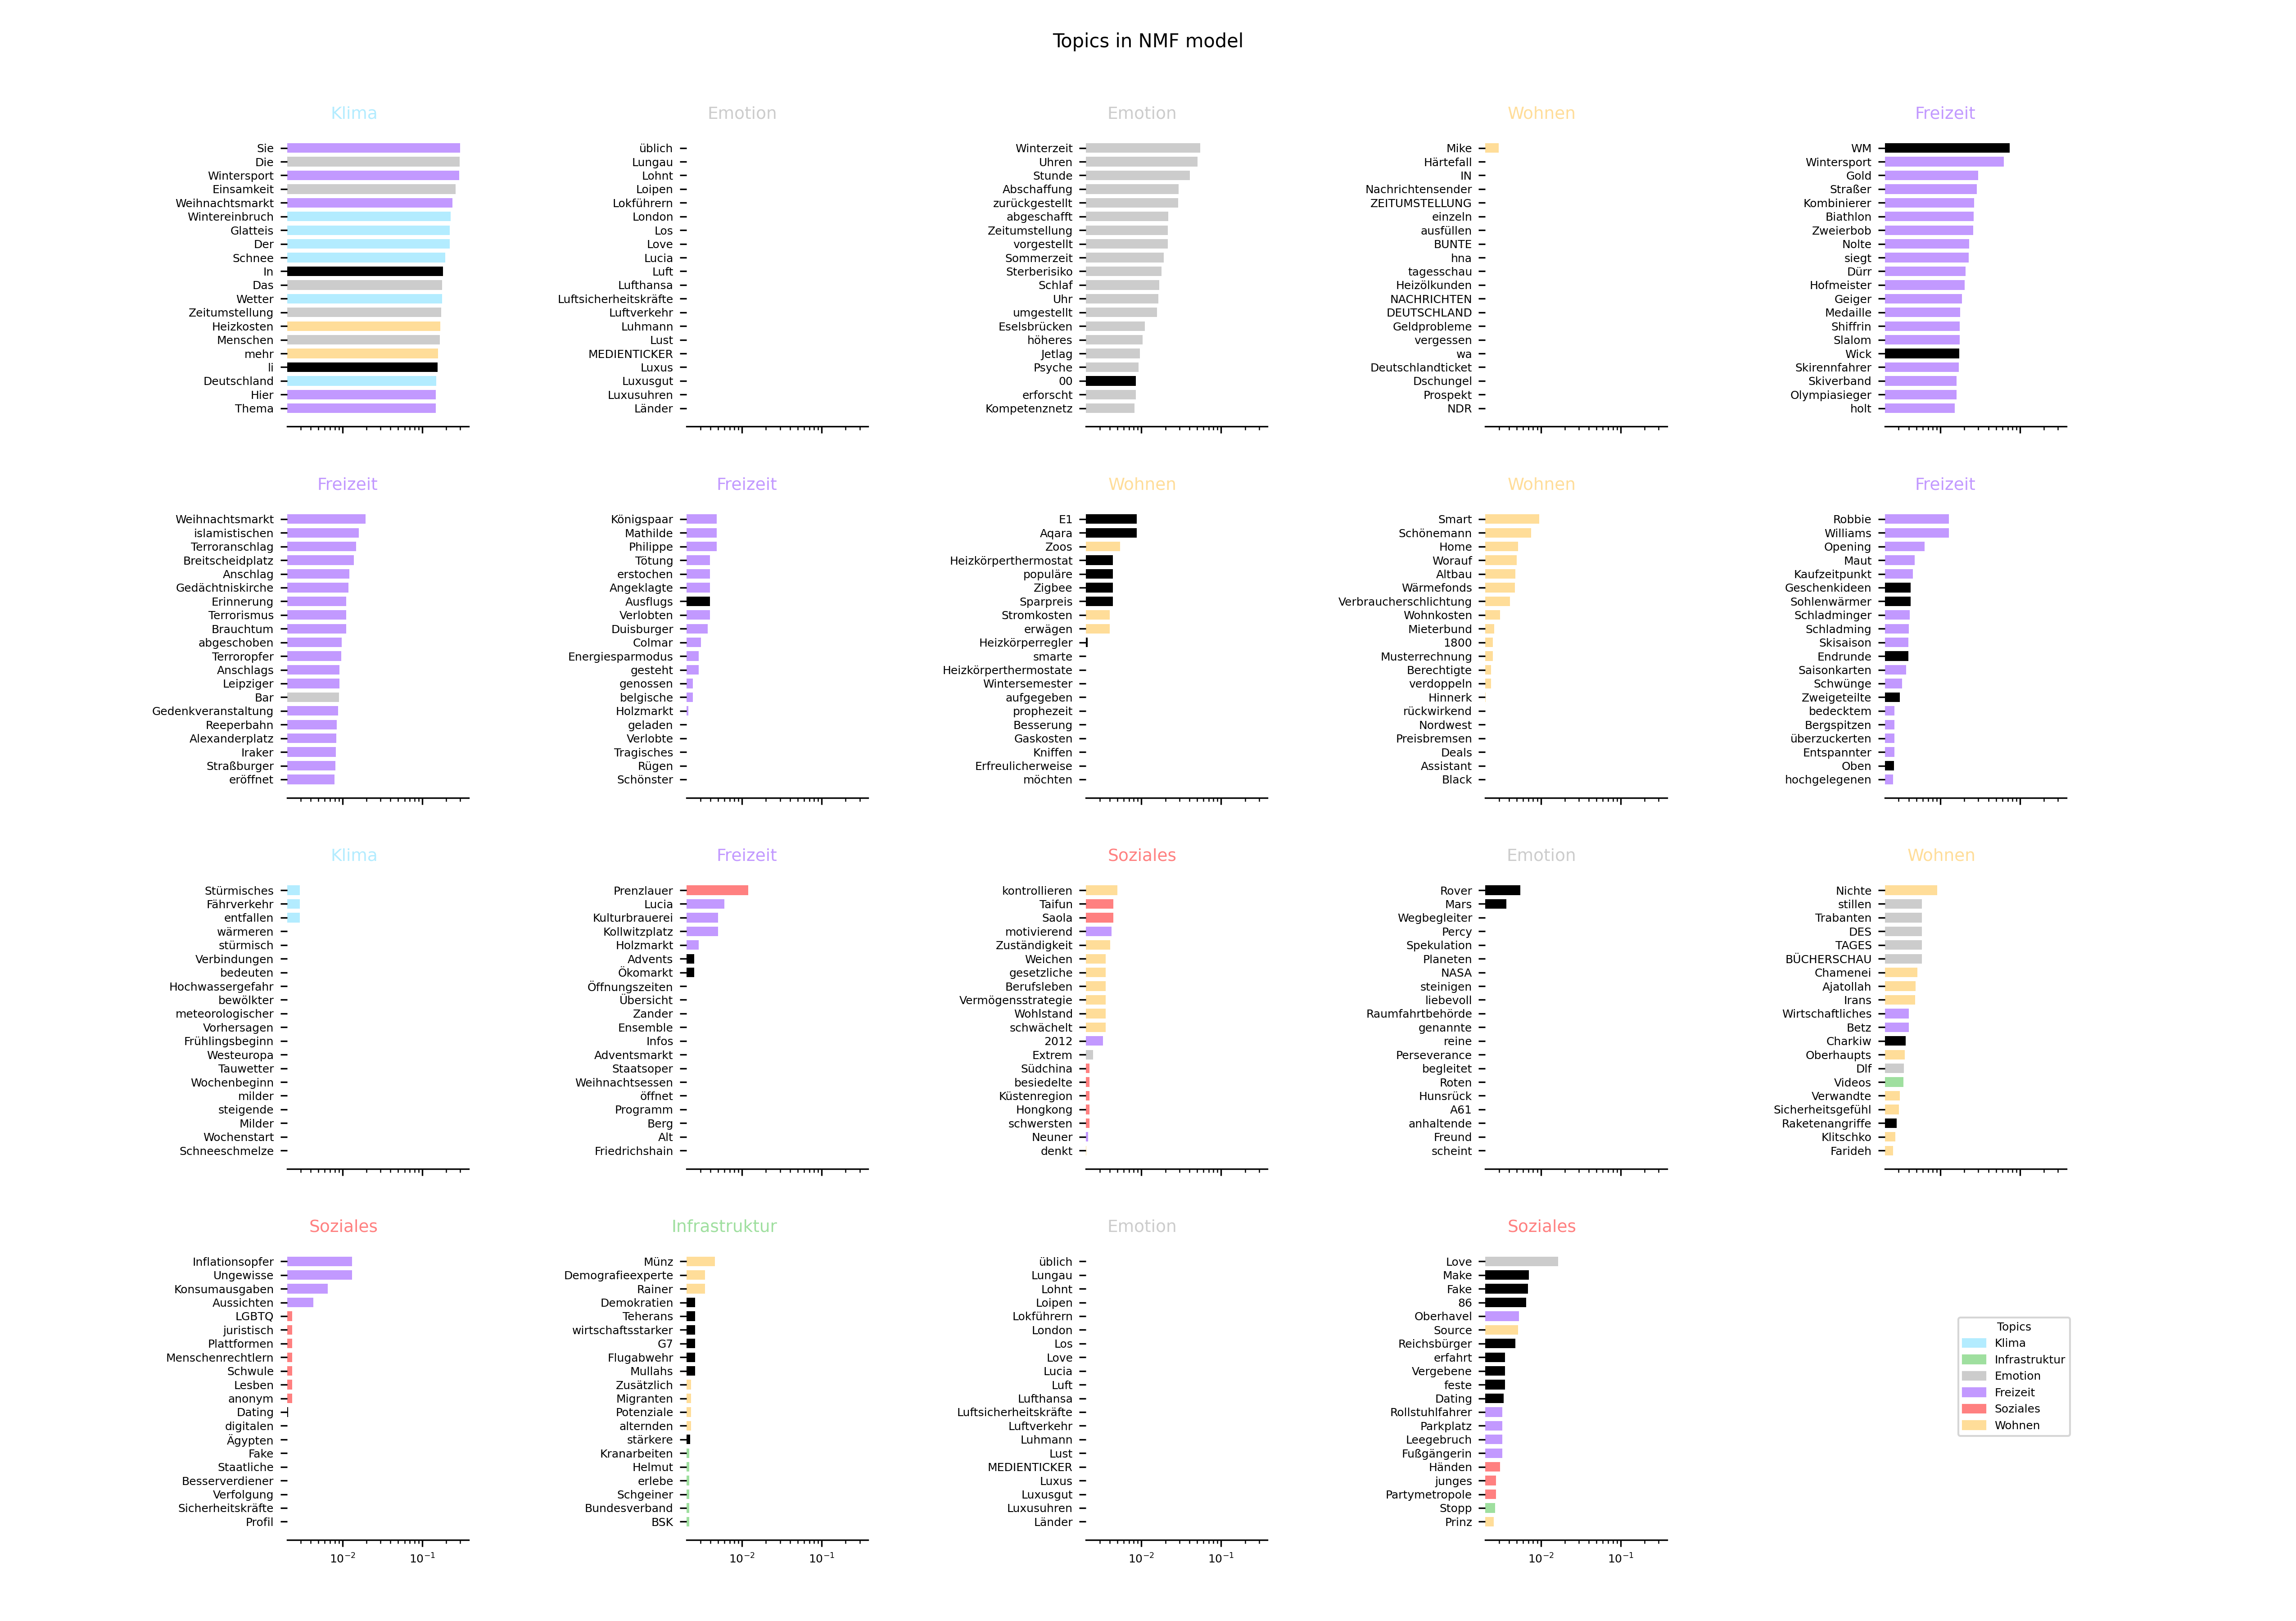 Topics in NMF model
Klima
Sie
Die
Wintersport
Einsamkeit
Weihnachtsmarkt
Wintereinbruch
Glatteis
Der
Schnee
In
Das
Wetter
Zeitumstellung
Heizkosten
Menschen
mehr
li
Deutschland
Hier
Thema
Emotion
üblich
Lungau
Lohnt
Loipen
Lokführern
London
Los
Love
Lucia
Luft
Lufthansa
Luftsicherheitskräfte
Luftverkehr
Luhmann
Lust
MEDIENTICKER
Luxus
Luxusgut
Luxusuhren
Länder
Emotion
Winterzeit
Uhren
Stunde
Abschaffung
zurückgestellt
abgeschafft
Zeitumstellung
vorgestellt
Sommerzeit
Sterberisiko
Schlaf
Uhr
umgestellt
Eselsbrücken
höheres
Jetlag
Psyche
00
erforscht
Kompetenznetz
Wohnen
Mike
Härtefall
IN
Nachrichtensender
ZEITUMSTELLUNG
einzeln
ausfüllen
BUNTE
hna
tagesschau
Heizölkunden
NACHRICHTEN
DEUTSCHLAND
Geldprobleme
vergessen
wa
Deutschlandticket
Dschungel
Prospekt
NDR
Freizeit
WM
Wintersport
Gold
Straßer
Kombinierer
Biathlon
Zweierbob
Nolte
siegt
Dürr
Hofmeister
Geiger
Medaille
Shiffrin
Slalom
Wick
Skirennfahrer
Skiverband
Olympiasieger
holt
Freizeit
Weihnachtsmarkt
islamistischen
Terroranschlag
Breitscheidplatz
Anschlag
Gedächtniskirche
Erinnerung
Terrorismus
Brauchtum
abgeschoben
Terroropfer
Anschlags
Leipziger
Bar
Gedenkveranstaltung
Reeperbahn
Alexanderplatz
Iraker
Straßburger
eröffnet
Freizeit
Königspaar
Mathilde
Philippe
Tötung
erstochen
Angeklagte
Ausflugs
Verlobten
Duisburger
Colmar
Energiesparmodus
gesteht
genossen
belgische
Holzmarkt
geladen
Verlobte
Tragisches
Rügen
Schönster
Wohnen
E1
Aqara
Zoos
Heizkörperthermostat
populäre
Zigbee
Sparpreis
Stromkosten
erwägen
Heizkörperregler
smarte
Heizkörperthermostate
Wintersemester
aufgegeben
prophezeit
Besserung
Gaskosten
Kniffen
Erfreulicherweise
möchten
Wohnen
Smart
Schönemann
Home
Worauf
Altbau
Wärmefonds
Verbraucherschlichtung
Wohnkosten
Mieterbund
1800
Musterrechnung
Berechtigte
verdoppeln
Hinnerk
rückwirkend
Nordwest
Preisbremsen
Deals
Assistant
Black
Freizeit
Robbie
Williams
Opening
Maut
Kaufzeitpunkt
Geschenkideen
Sohlenwärmer
Schladminger
Schladming
Skisaison
Endrunde
Saisonkarten
Schwünge
Zweigeteilte
bedecktem
Bergspitzen
überzuckerten
Entspannter
Oben
hochgelegenen
Klima
Stürmisches
Fährverkehr
entfallen
wärmeren
stürmisch
Verbindungen
bedeuten
Hochwassergefahr
bewölkter
meteorologischer
Vorhersagen
Frühlingsbeginn
Westeuropa
Tauwetter
Wochenbeginn
milder
steigende
Milder
Wochenstart
Schneeschmelze
Freizeit
Prenzlauer
Lucia
Kulturbrauerei
Kollwitzplatz
Holzmarkt
Advents
Ökomarkt
Öffnungszeiten
Übersicht
Zander
Ensemble
Infos
Adventsmarkt
Staatsoper
Weihnachtsessen
öffnet
Programm
Berg
Alt
Friedrichshain
Soziales
kontrollieren
Taifun
Saola
motivierend
Zuständigkeit
Weichen
gesetzliche
Berufsleben
Vermögensstrategie
Wohlstand
schwächelt
2012
Extrem
Südchina
besiedelte
Küstenregion
Hongkong
schwersten
Neuner
denkt
Emotion
Rover
Mars
Wegbegleiter
Percy
Spekulation
Planeten
NASA
steinigen
liebevoll
Raumfahrtbehörde
genannte
reine
Perseverance
begleitet
Roten
Hunsrück
A61
anhaltende
Freund
scheint
Wohnen
Nichte
stillen
Trabanten
DES
TAGES
BÜCHERSCHAU
Chamenei
Ajatollah
Irans
Wirtschaftliches
Betz
Charkiw
Oberhaupts
Dlf
Videos
Verwandte
Sicherheitsgefühl
Raketenangriffe
Klitschko
Farideh
Soziales
Inflationsopfer
Ungewisse
Konsumausgaben
Aussichten
LGBTQ
juristisch
Plattformen
Menschenrechtlern
Schwule
Lesben
anonym
Dating
digitalen
Ägypten
Fake
Staatliche
Besserverdiener
Verfolgung
Sicherheitskräfte
Profil
10⁻² 10⁻¹
Infrastruktur
Münz
Demografieexperte
Rainer
Demokratien
Teherans
wirtschaftsstarker
G7
Flugabwehr
Mullahs
Zusätzlich
Migranten
Potenziale
alternden
stärkere
Kranarbeiten
Helmut
erlebe
Schgeiner
Bundesverband
BSK
10⁻² 10⁻¹
Emotion
üblich
Lungau
Lohnt
Loipen
Lokführern
London
Los
Love
Lucia
Luft
Lufthansa
Luftsicherheitskräfte
Luftverkehr
Luhmann
Lust
MEDIENTICKER
Luxus
Luxusgut
Luxusuhren
Länder
10⁻² 10⁻¹
Soziales
Love
Make
Fake
86
Oberhavel
Source
Reichsbürger
erfahrt
Vergebene
feste
Dating
Rollstuhlfahrer
Parkplatz
Leegebruch
Fußgängerin
Händen
junges
Partymetropole
Stopp
Prinz
10⁻² 10⁻¹
Topics
Klima
Infrastruktur
Emotion
Freizeit
Soziales
Wohnen